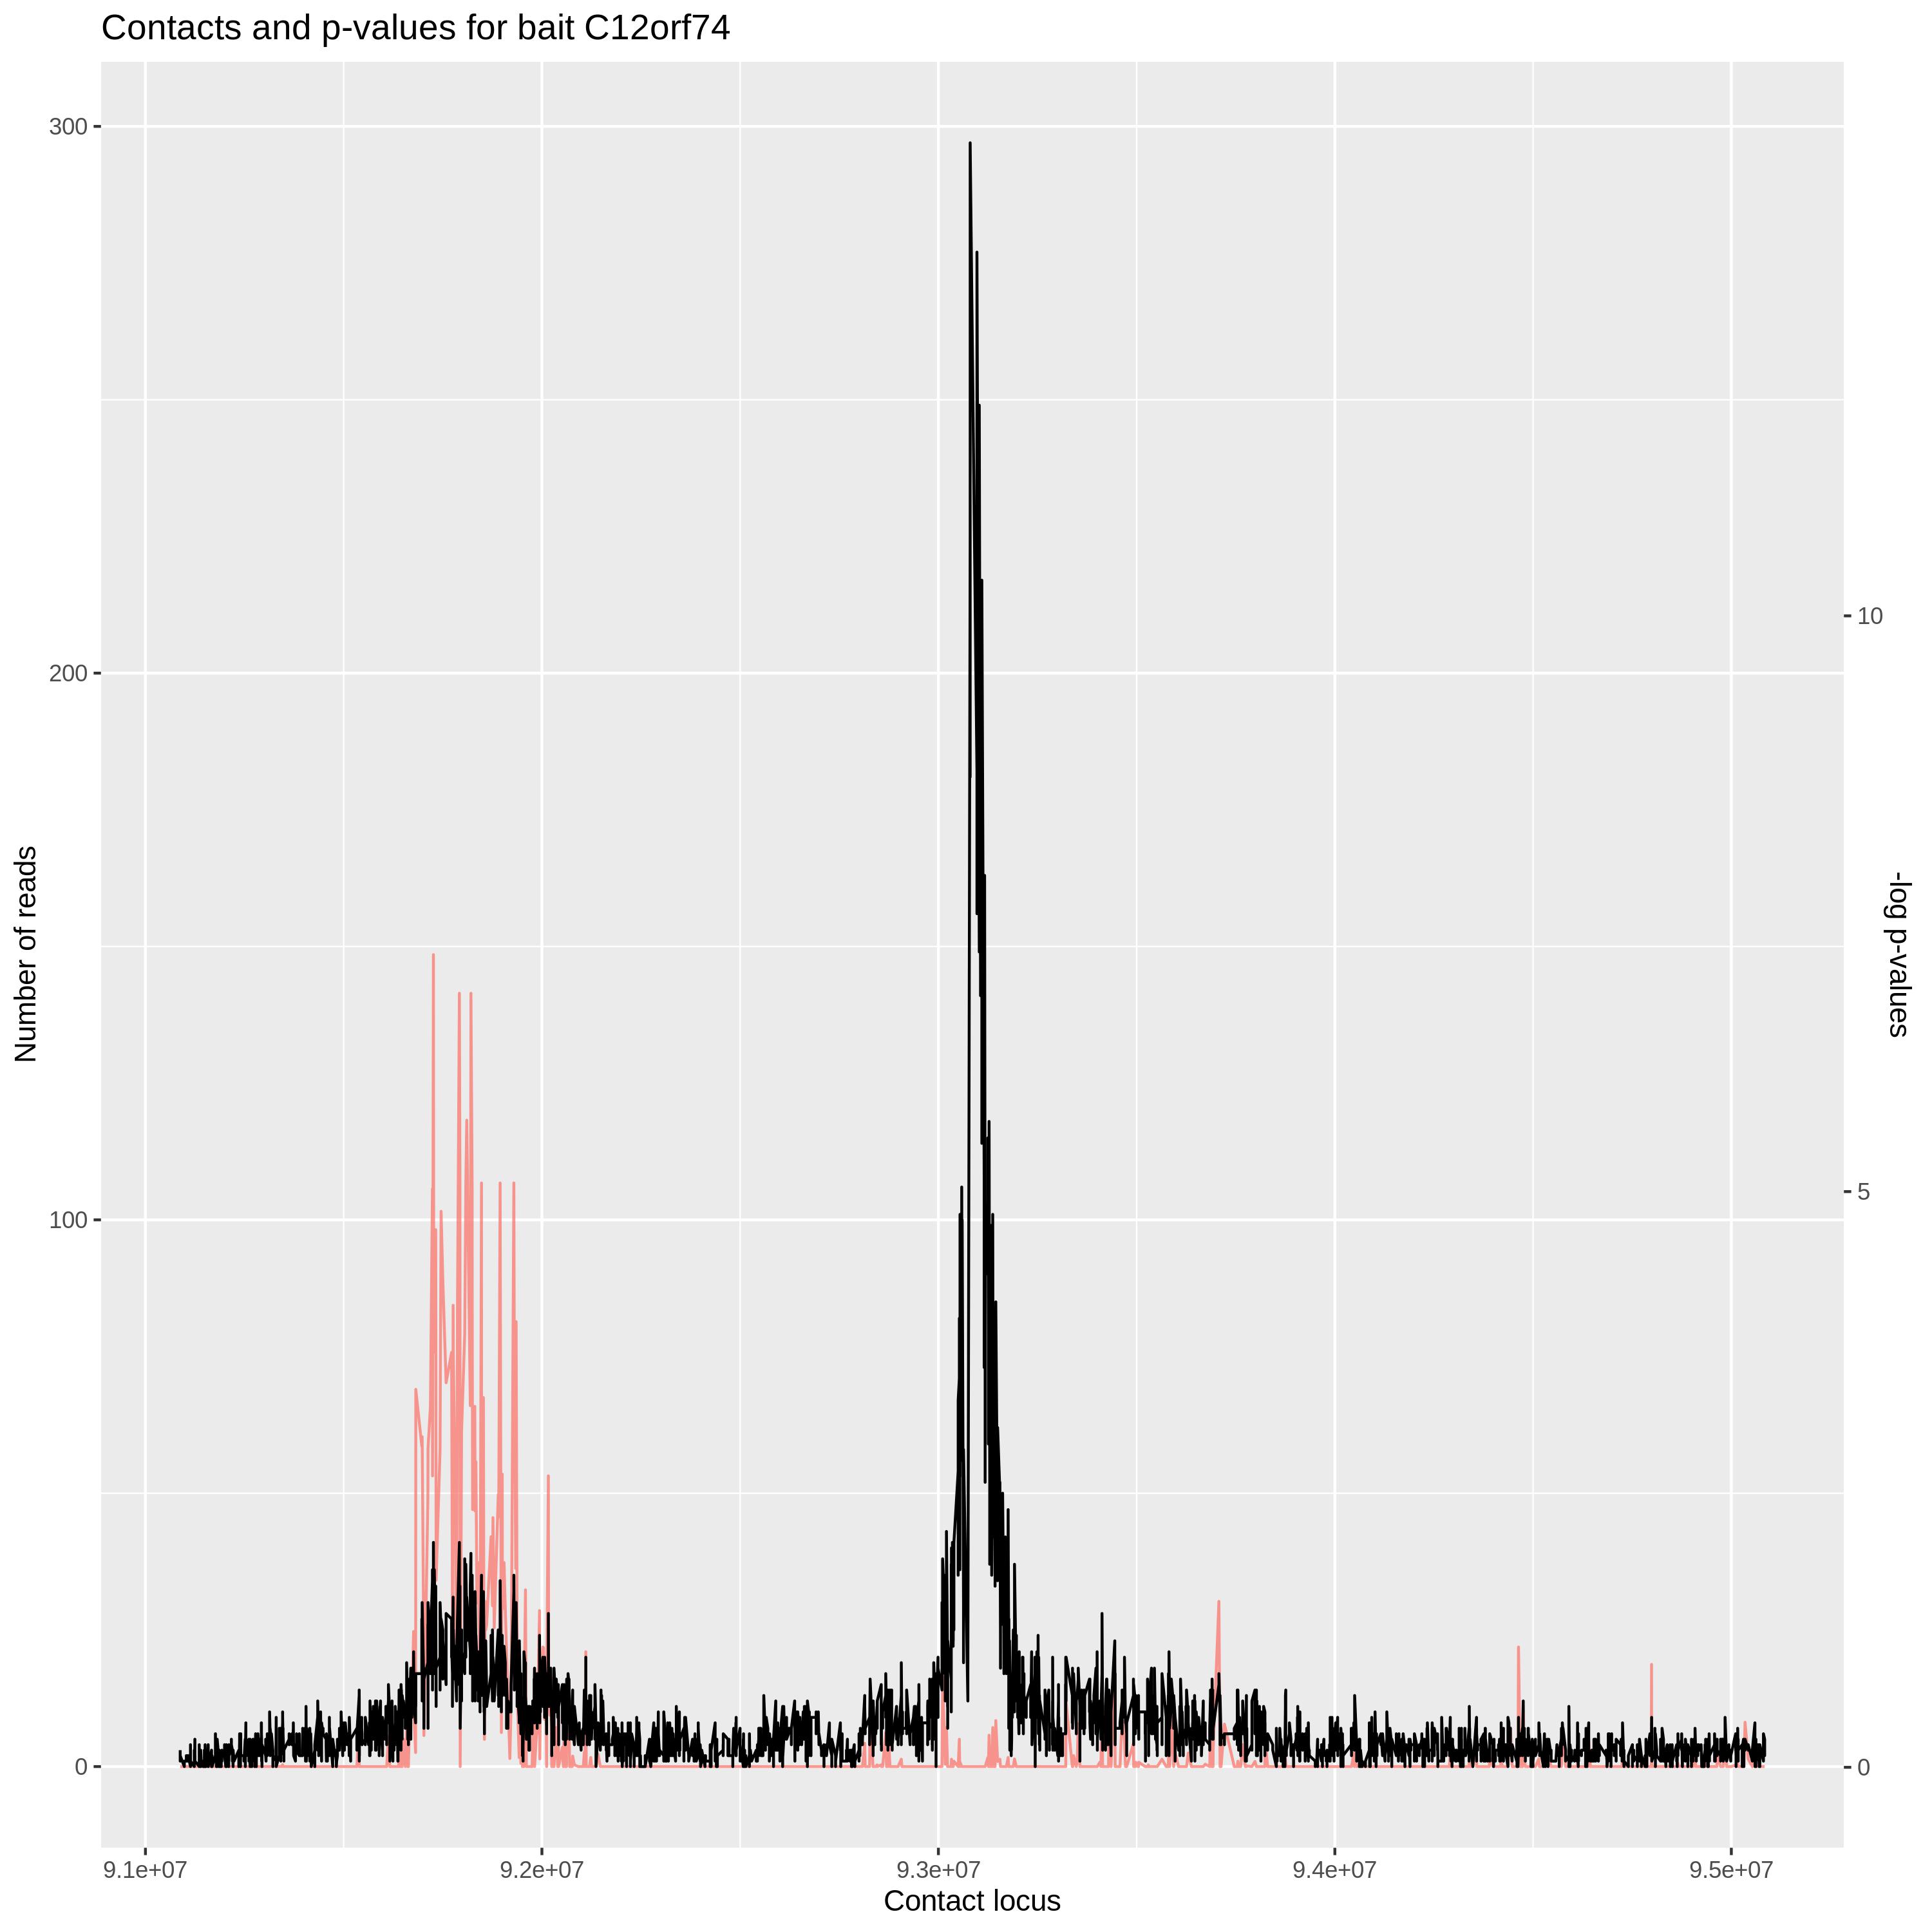 Contacts and p-values for bait C12orf74
300
200
100
0
Number of reads
10
5
0
-log p-values
9.1e+07
9.2e+07
9.3e+07
9.4e+07
9.5e+07
Contact locus